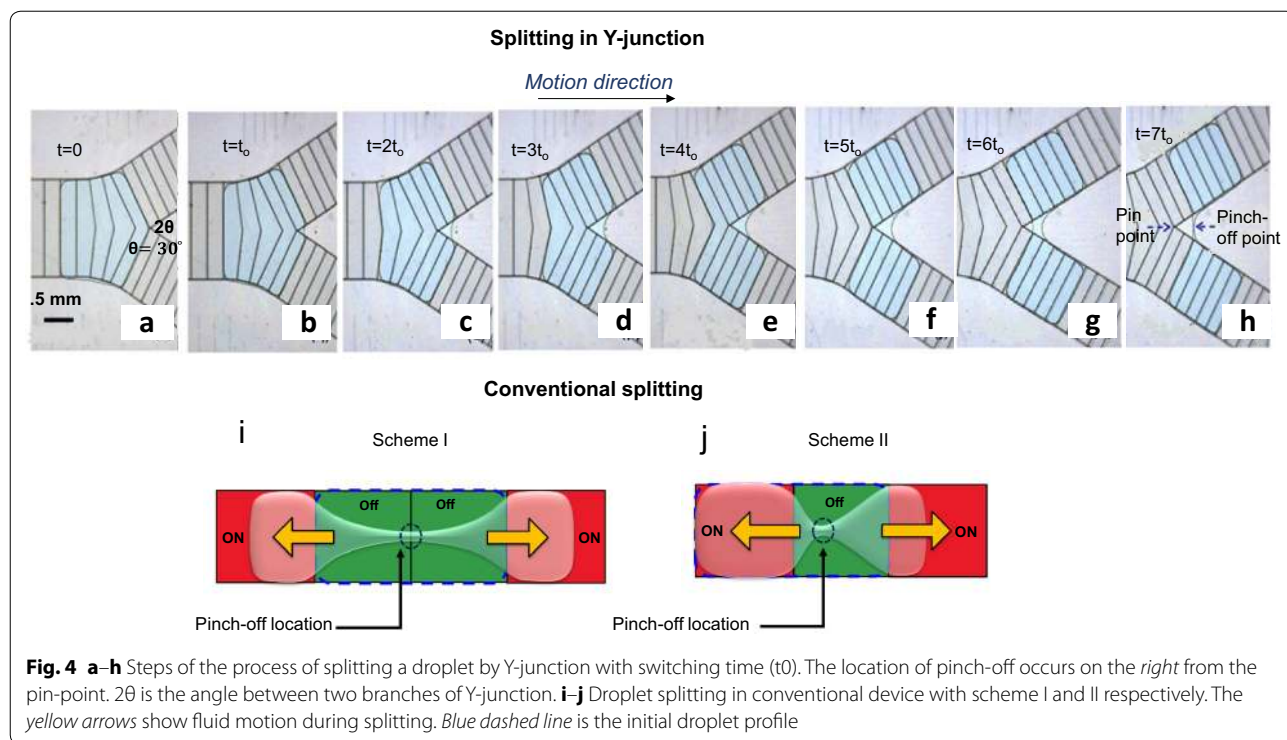 Splitting in Y-junction
Motion direction
t=0
t=tₒ
t=2tₒ
t=3tₒ
t=4tₒ
t=5tₒ
t=6tₒ
t=7tₒ
2θ
θ= 30°
Pin point
Pinch-off point
.5 mm
a
b
c
d
e
f
g
h
Conventional splitting
i
Scheme I
j
Scheme II
ON
Off
Off
ON
ON
Off
ON
Pinch-off location
Pinch-off location
Fig. 4 a–h Steps of the process of splitting a droplet by Y-junction with switching time (t0). The location of pinch-off occurs on the right from the
pin-point. 2θ is the angle between two branches of Y-junction. i–j Droplet splitting in conventional device with scheme I and II respectively. The
yellow arrows show fluid motion during splitting. Blue dashed line is the initial droplet profile